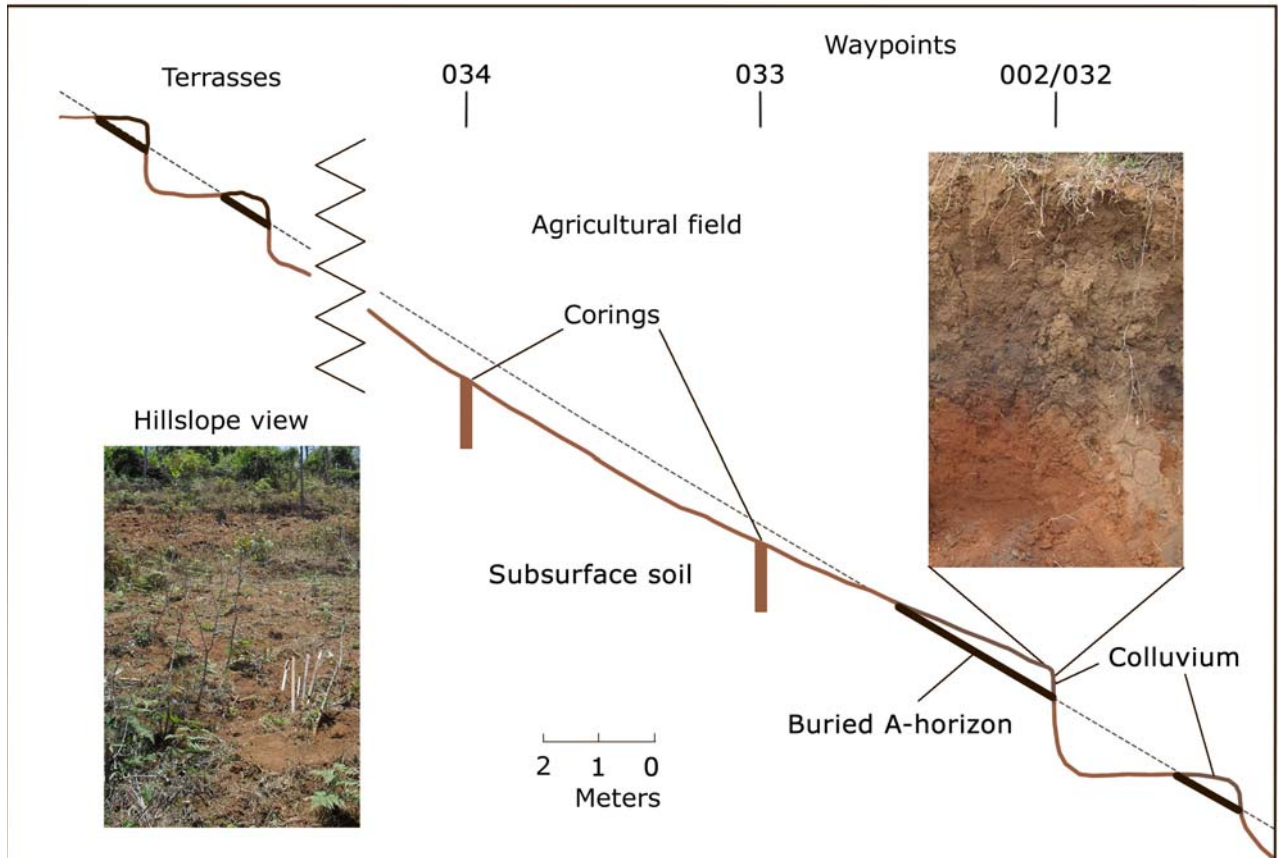 Waypoints
Terrasses
034
033
002/032
Agricultural field
Corings
Hillslope view
Subsurface soil
Colluvium
Buried A-horizon
2 1 0
Meters